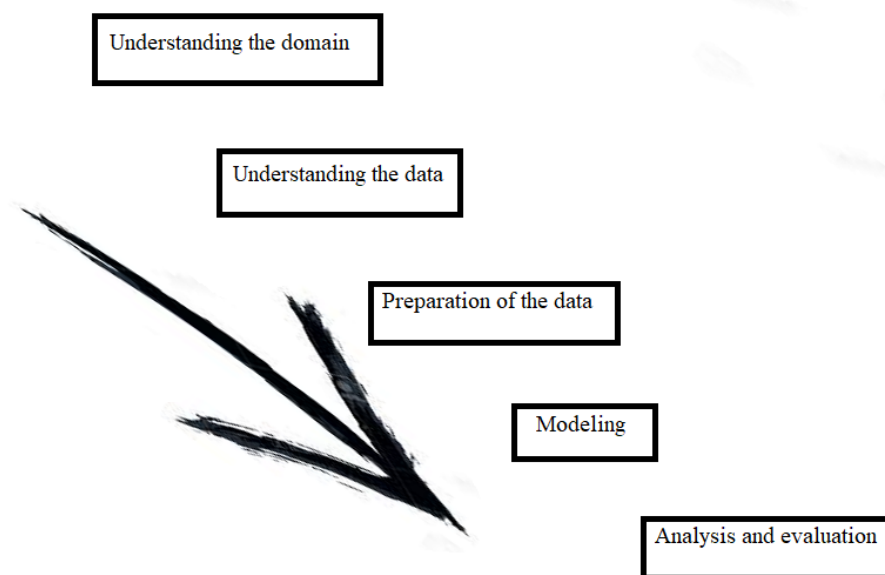 Understanding the domain
Understanding the data
Preparation of the data
Modeling
Analysis and evaluation